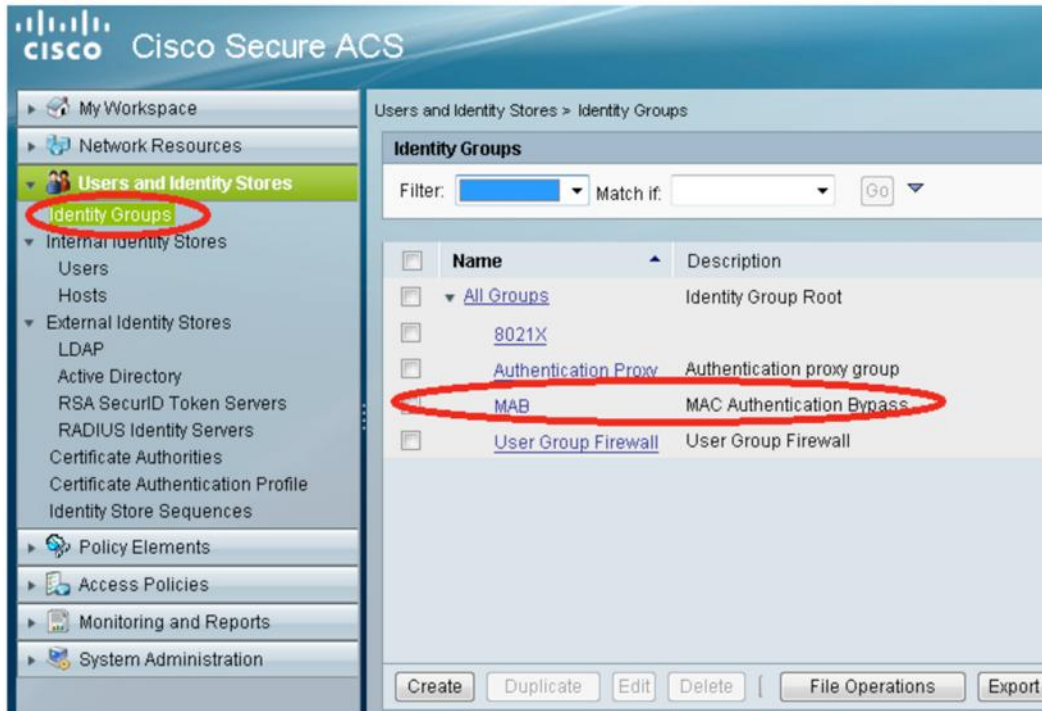 CISCO Cisco Secure ACS
My Workspace
Network Resources
Users and Identity Stores
Identity Groups
Internal Identity Stores
Users
Hosts
External Identity Stores
LDAP
Active Directory
RSA SecurID Token Servers
RADIUS Identity Servers
Certificate Authorities
Certificate Authentication Profile
Identity Store Sequences
Policy Elements
Access Policies
Monitoring and Reports
System Administration
Users and Identity Stores > Identity Groups
Identity Groups
Filter: Match if: Go
Name Description
All Groups Identity Group Root
8021X
Authentication Proxy Authentication proxy group
MAB MAC Authentication Bypass
User Group Firewall User Group Firewall
Create Duplicate Edit Delete | File Operations Export